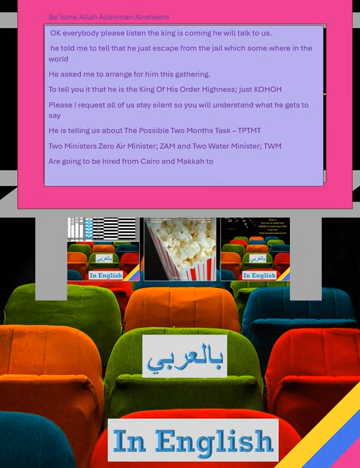 Be'isma Allah Alrahman Alraheem
OK everybody please listen the king is coming he will talk to us.
he told me to tell that he just escape from the jail which some where in the
world
He asked me to arrange for him this gathering.
To tell you it that he is the King Of His Order Highness; just KOHOH
Please I request all of us stay silent so you will understand what he gets to
say
He is telling us about The Possible Two Months Task – TPTMT
Two Ministers Zero Air Minister; ZAM and Two Water Minister; TWM
Are going to be hired from Cairo and Makkah to
بالعربي
In English
بالعربي
In English
بالعربي
In English